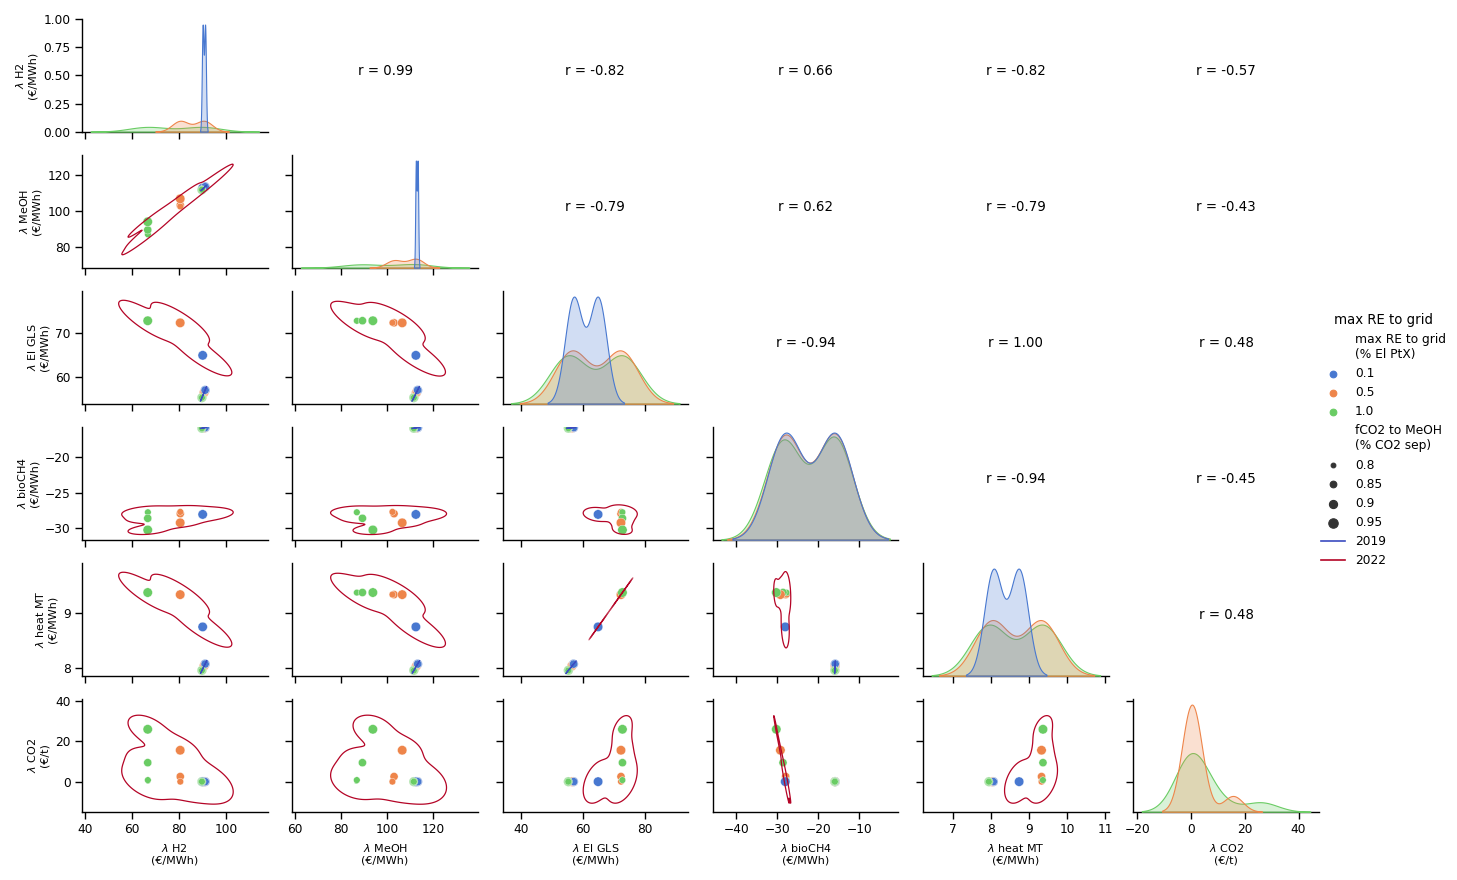 1.00
0.75
0.50
0.25
0.00
λ H2
(€/MWh)
r = 0.99
r = -0.82
r = 0.66
r = -0.82
r = -0.57
120
100
80
λ MeOH
(€/MWh)
r = -0.79
r = 0.62
r = -0.79
r = -0.43
70
60
λ El GLS
(€/MWh)
r = -0.94
r = 1.00
r = 0.48
−20
−25
−30
λ bioCH4
(€/MWh)
r = -0.94
r = -0.45
9
8
λ heat MT
(€/MWh)
r = 0.48
40
20
0
λ CO2
(€/t)
40 60 80 100
λ H2
(€/MWh)
60 80 100 120
λ MeOH
(€/MWh)
40 60 80
λ El GLS
(€/MWh)
−40 −30 −20 −10
λ bioCH4
(€/MWh)
7 8 9 10 11
λ heat MT
(€/MWh)
−20 0 20 40
λ CO2
(€/t)
max RE to grid
max RE to grid
(% El PtX)
0.1
0.5
1.0
fCO2 to MeOH
(% CO2 sep)
0.8
0.85
0.9
0.95
2019
2022